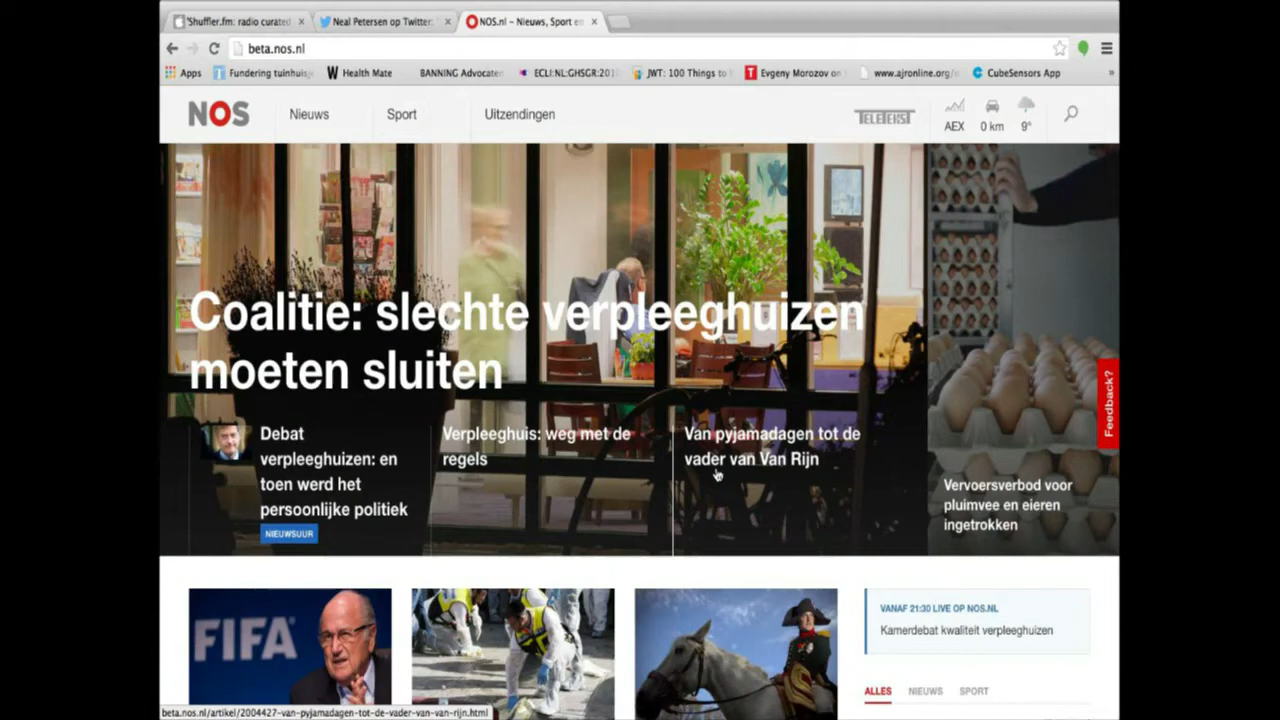 'Shuffler.fm: radio curated
Neal Petersen op Twitter:
NOS.nl – Nieuws, Sport en
beta.nos.nl
Apps
Fundering tuinhuis
Health Mate
BANNING Advocaten
ECLI:NL:GHSGR:201
JWT: 100 Things to
Evgeny Morozov on
www.ajronline.org/
CubeSensors App
»
NOS
Nieuws
Sport
Uitzendingen
TELETEKST
AEX
0 km
9°
Coalitie: slechte verpleeghuizen
moeten sluiten
Debat
verpleeghuizen: en
toen werd het
persoonlijke politiek
NIEUWSUUR
Verpleeghuis: weg met de
regels
Van pyjamadagen tot de
vader van Van Rijn
Vervoersverbod voor
pluimvee en eieren
ingetrokken
Feedback?
FIFA
VANAF 21:30 LIVE OP NOS.NL
Kamerdebat kwaliteit verpleeghuizen
ALLES
NIEUWS
SPORT
beta.nos.nl/artikel/2004427-van-pyjamadagen-tot-de-vader-van-van-rijn.html